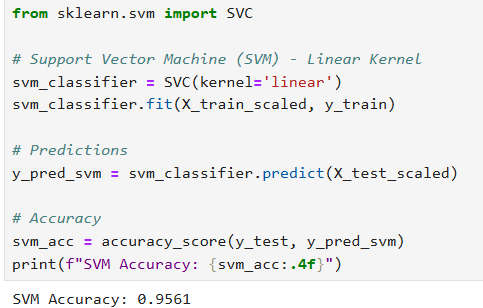 from sklearn.svm import SVC
# Support Vector Machine (SVM) - Linear Kernel
svm_classifier = SVC(kernel='linear')
svm_classifier.fit(X_train_scaled, y_train)
# Predictions
y_pred_svm = svm_classifier.predict(X_test_scaled)
# Accuracy
svm_acc = accuracy_score(y_test, y_pred_svm)
print(f"SVM Accuracy: {svm_acc:.4f}")
SVM Accuracy: 0.9561